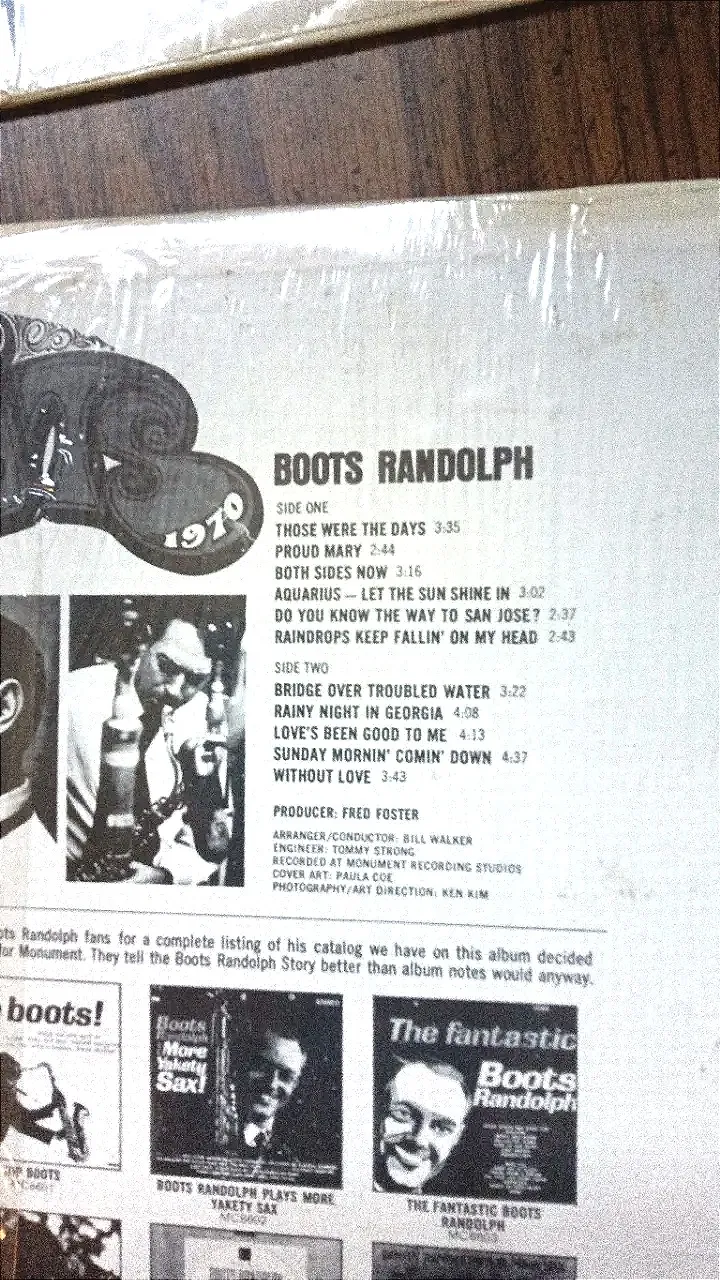 1970
BOOTS RANDOLPH
SIDE ONE
THOSE WERE THE DAYS 3:35
PROUD MARY 2:44
BOTH SIDES NOW 3:16
AQUARIUS — LET THE SUN SHINE IN 3:02
DO YOU KNOW THE WAY TO SAN JOSE? 2:37
RAINDROPS KEEP FALLIN' ON MY HEAD 2:43
SIDE TWO
BRIDGE OVER TROUBLED WATER 3:22
RAINY NIGHT IN GEORGIA 4:08
LOVE'S BEEN GOOD TO ME 4:13
SUNDAY MORNIN' COMIN' DOWN 4:37
WITHOUT LOVE 3:43
PRODUCER: FRED FOSTER
ARRANGER/CONDUCTOR: BILL WALKER
ENGINEER: TOMMY STRONG
RECORDED AT MONUMENT RECORDING STUDIOS
COVER ART: PAULA COE
PHOTOGRAPHY/ART DIRECTION: KEN KIM
ots Randolph fans for a complete listing of his catalog we have on this album decided
for Monument. They tell the Boots Randolph Story better than album notes would anyway.
boots!
Boots
Randolph
More
Yakety
Sax!
The fantastic
Boots
Randolph
BOOTS
BOOTS RANDOLPH PLAYS MORE
YAKETY SAX
THE FANTASTIC BOOTS
RANDOLPH